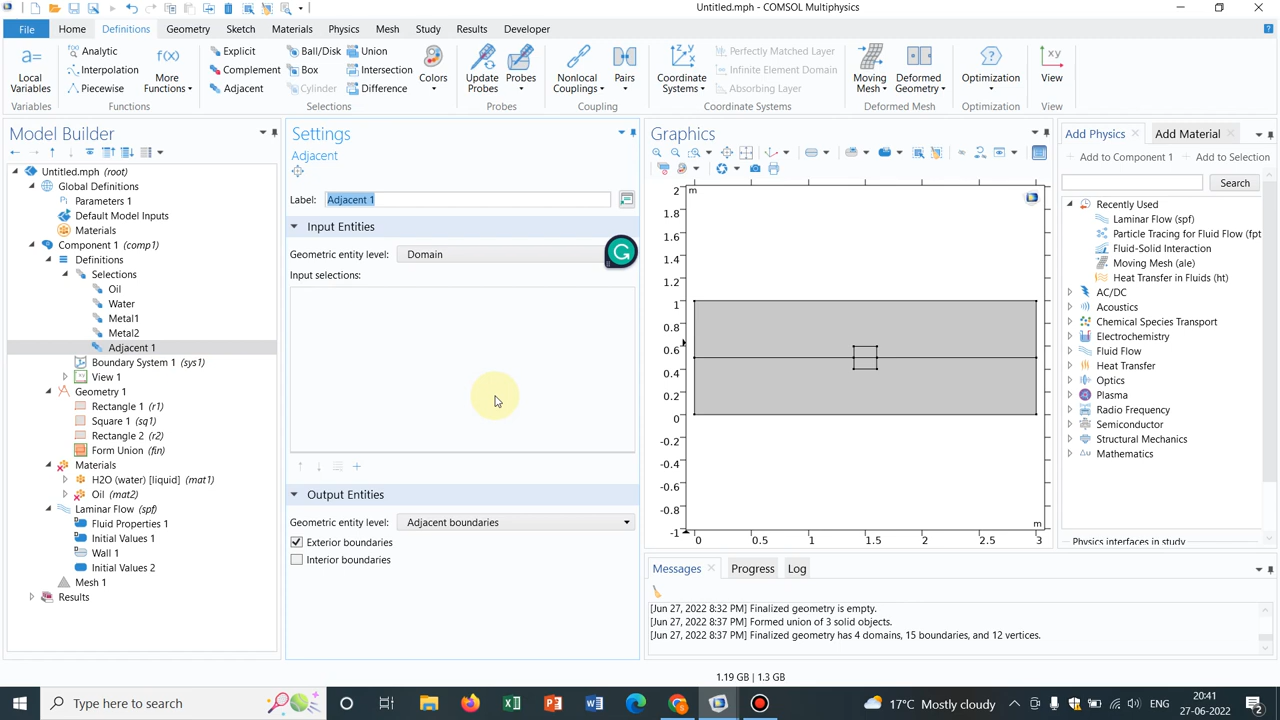 Untitled.mph - COMSOL Multiphysics
File Home Definitions Geometry Sketch Materials Physics Mesh Study Results Developer
a= Local Variables
Variables
Analytic
Interpolation
Piecewise
f(x) More Functions
Functions
Explicit
Complement
Adjacent
Ball/Disk
Box
Cylinder
Union
Intersection
Difference
Colors
Selections
Update Probes
Probes
Probes
Nonlocal Couplings
Pairs
Coupling
Coordinate Systems
Perfectly Matched Layer
Infinite Element Domain
Absorbing Layer
Coordinate Systems
Moving Mesh
Deformed Geometry
Deformed Mesh
Optimization
Optimization
xy
View
View
Model Builder
Untitled.mph (root)
Global Definitions
Parameters 1
Default Model Inputs
Materials
Component 1 (comp1)
Definitions
Selections
Oil
Water
Metal1
Metal2
Adjacent 1
Boundary System 1 (sys1)
View 1
Geometry 1
Rectangle 1 (r1)
Square 1 (sq1)
Rectangle 2 (r2)
Form Union (fin)
Materials
H2O (water) [liquid] (mat1)
Oil (mat2)
Laminar Flow (spf)
Fluid Properties 1
Initial Values 1
Wall 1
Initial Values 2
Mesh 1
Results
Settings
Adjacent
Label: Adjacent 1
Input Entities
Geometric entity level: Domain
Input selections:
Output Entities
Geometric entity level: Adjacent boundaries
Exterior boundaries
Interior boundaries
Graphics
m
2
1.8
1.6
1.4
1.2
1
0.8
0.6
0.4
0.2
0
-0.2
-0.4
-0.6
-0.8
-1
0 0.5 1 1.5 2 2.5 3
m
Messages Progress Log
[Jun 27, 2022 8:32 PM] Finalized geometry is empty.
[Jun 27, 2022 8:37 PM] Formed union of 3 solid objects.
[Jun 27, 2022 8:37 PM] Finalized geometry has 4 domains, 15 boundaries, and 12 vertices.
Add Physics Add Material
+ Add to Component 1 + Add to Selection
Search
Recently Used
Laminar Flow (spf)
Particle Tracing for Fluid Flow (fpt
Fluid-Solid Interaction
Moving Mesh (ale)
Heat Transfer in Fluids (ht)
AC/DC
Acoustics
Chemical Species Transport
Electrochemistry
Fluid Flow
Heat Transfer
Optics
Plasma
Radio Frequency
Semiconductor
Structural Mechanics
Mathematics
Physics interfaces in study
1.19 GB | 1.3 GB
Type here to search
17°C Mostly cloudy
ENG
20:41
27-06-2022
2